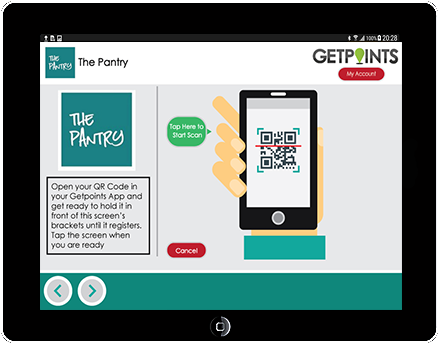 100% 20:28
THE
PANTRY
The Pantry
GETPOINTS
My Account
THE
PANTRY
Tap Here to
Start Scan
Open your QR Code in
your Getpoints App and
get ready to hold it in
front of this screen's
brackets until it registers.
Tap the screen when
you are ready
Cancel